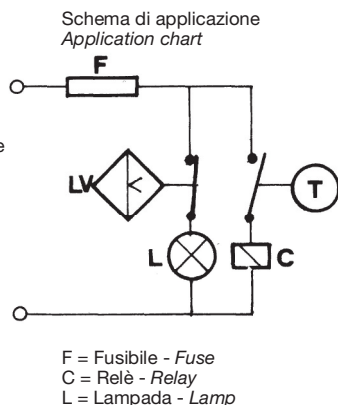 Schema di applicazione
Application chart
F
e
LV
T
L
C
F = Fusibile - Fuse
C = Relè - Relay
L = Lampada - Lamp